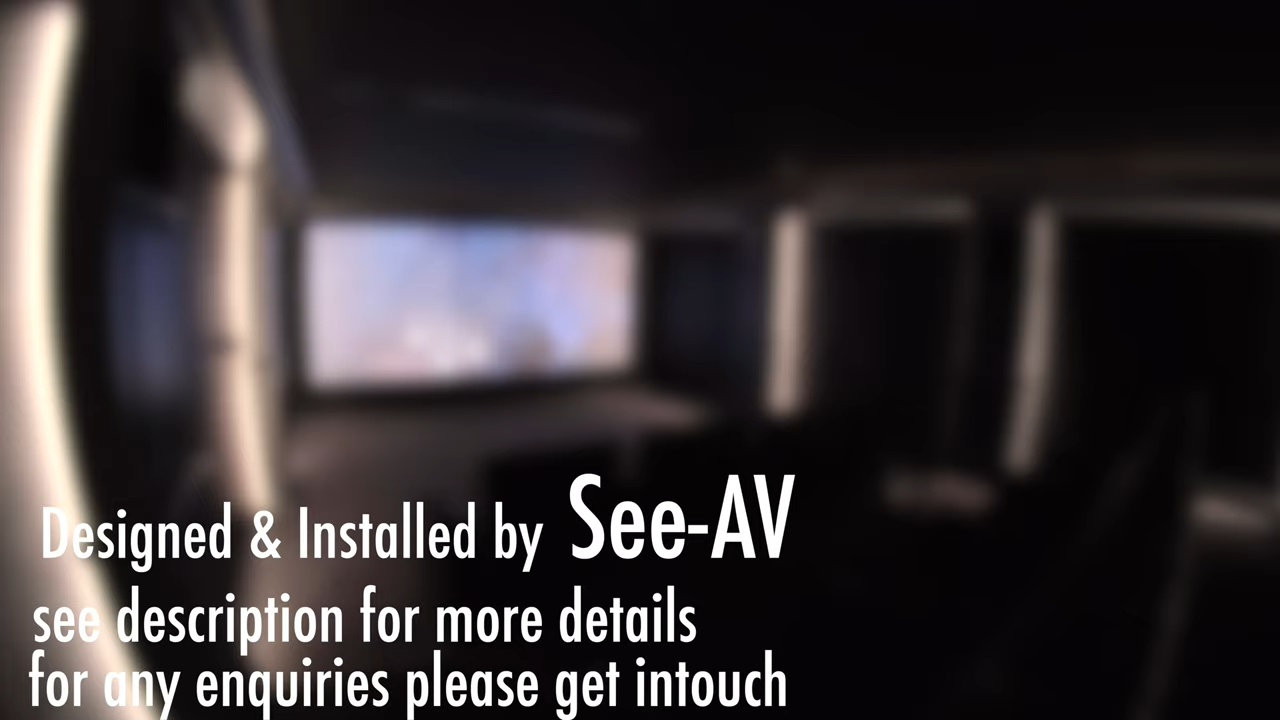 Designed & Installed by See-AV
see description for more details
for any enquiries please get intouch